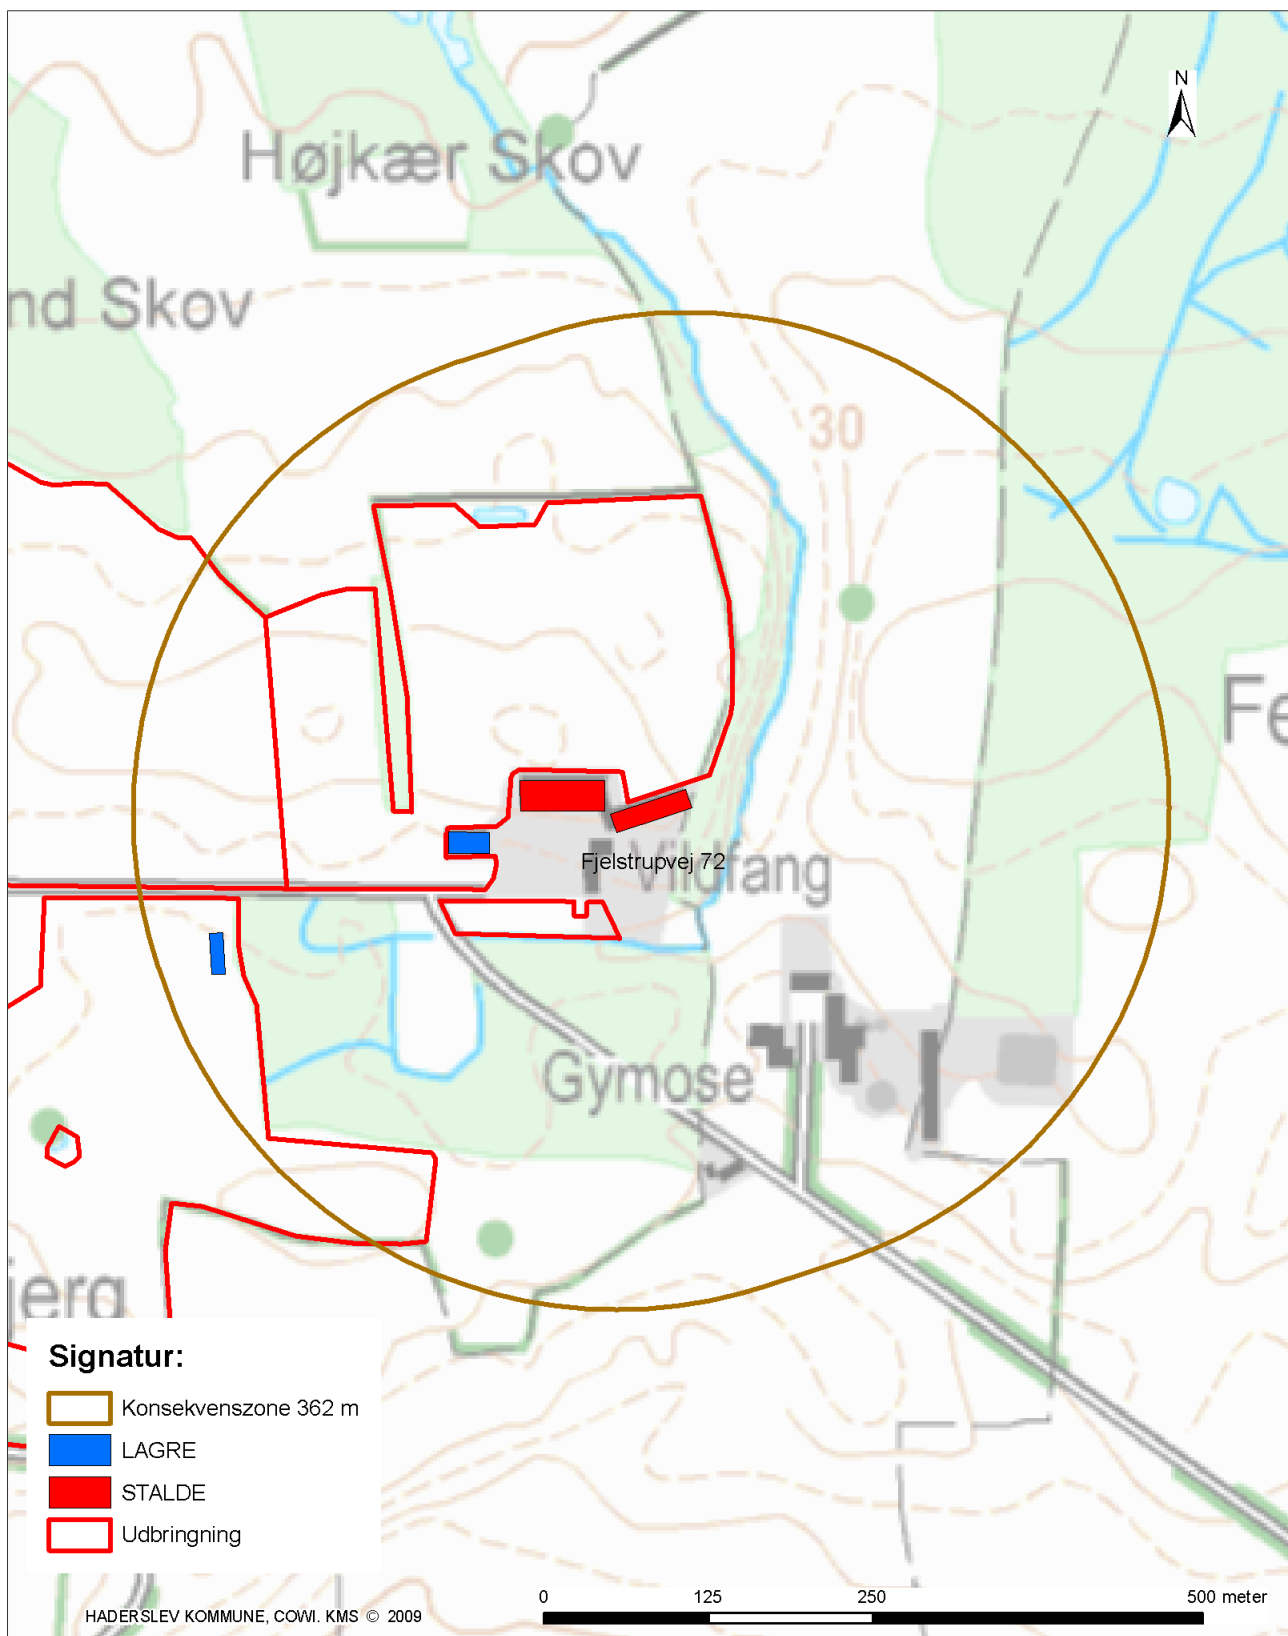 N
Højkær Skov
nd Skov
30
Fe
Fjelstrupvej 72
Vildfang
Gymose
jerg
Signatur:
Konsekvenszone 362 m
LAGRE
STALDE
Udbringning
0 125 250 500 meter
HADERSLEV KOMMUNE, COWI. KMS © 2009